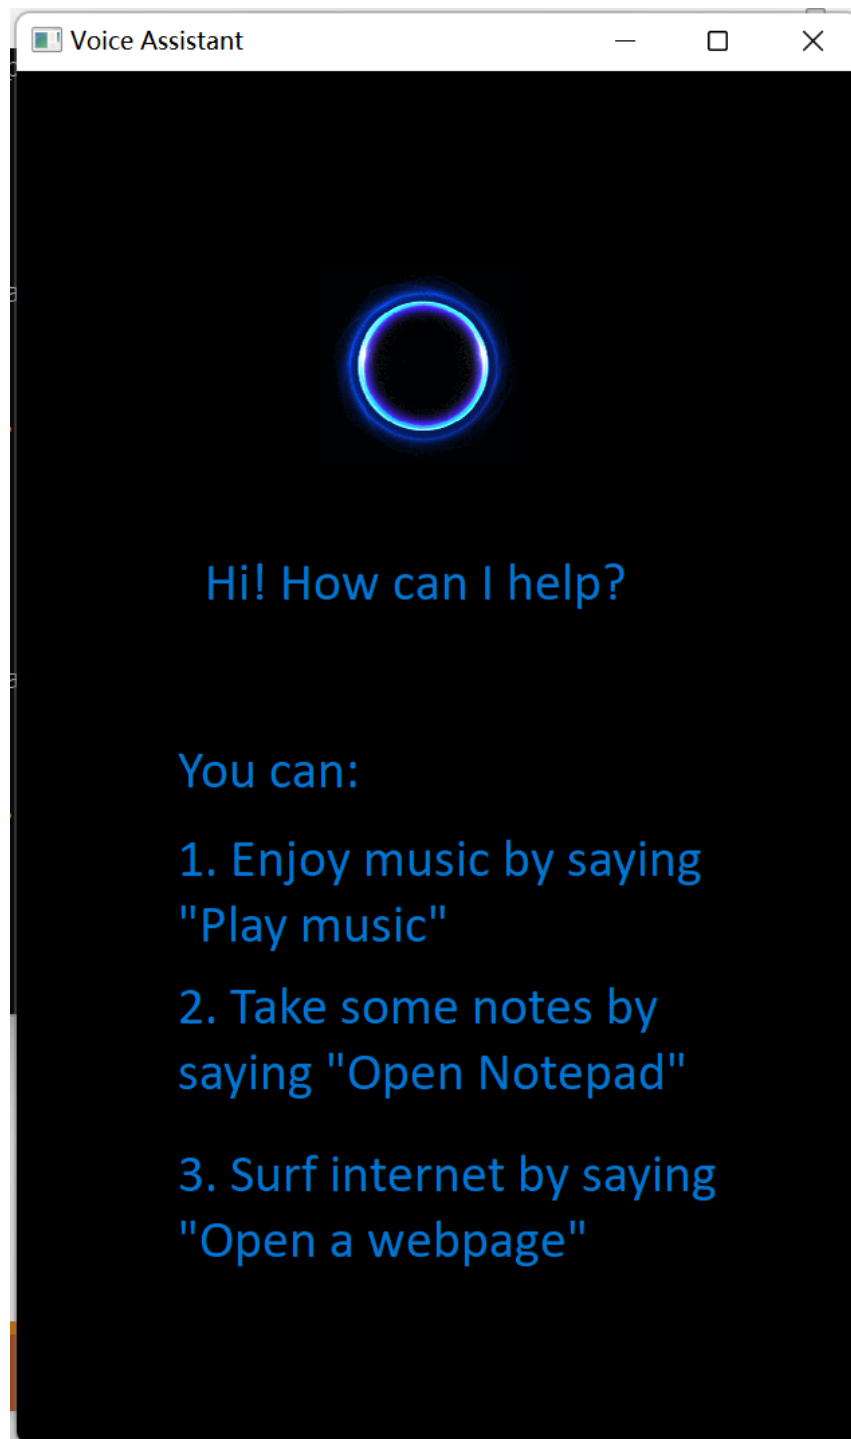 Voice Assistant
Hi! How can I help?
You can:
1. Enjoy music by saying
"Play music"
2. Take some notes by
saying "Open Notepad"
3. Surf internet by saying
"Open a webpage"